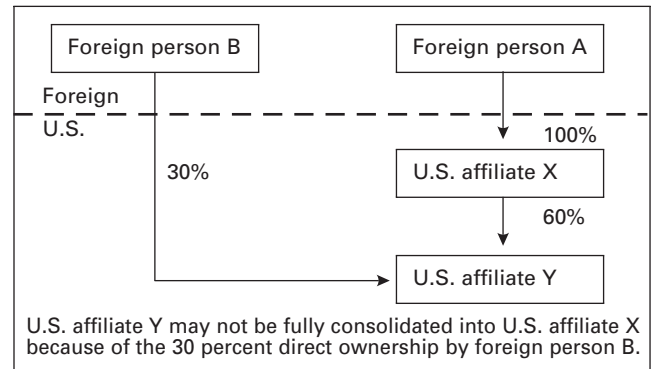 Foreign person B
Foreign person A
Foreign
U.S.
100%
30%
U.S. affiliate X
60%
U.S. affiliate Y
U.S. affiliate Y may not be fully consolidated into U.S. affiliate X
because of the 30 percent direct ownership by foreign person B.